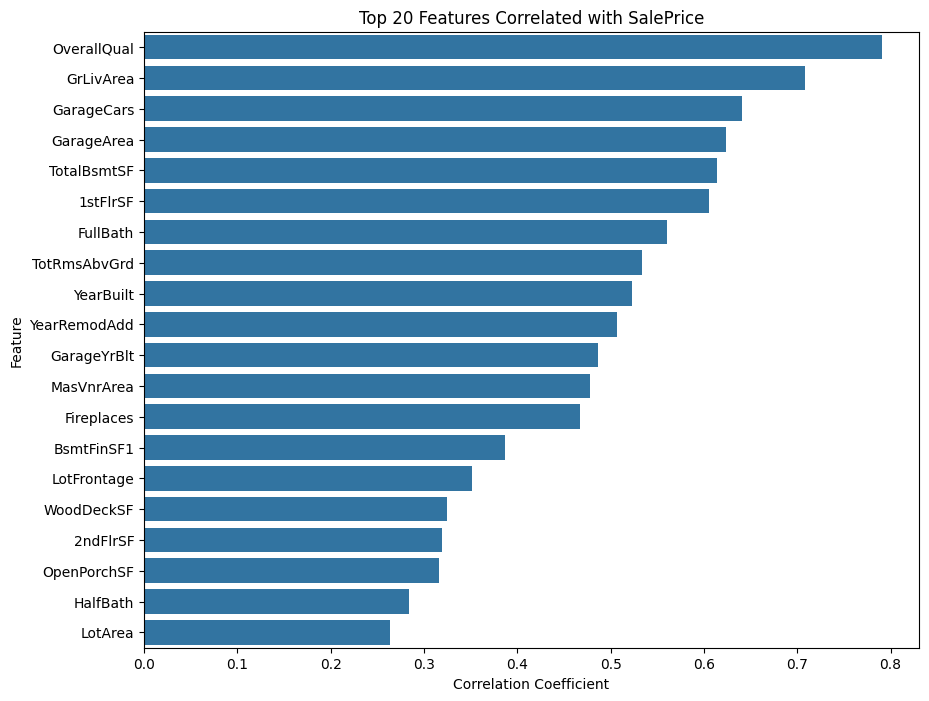 Top 20 Features Correlated with SalePrice
OverallQual
GrLivArea
GarageCars
GarageArea
TotalBsmtSF
1stFlrSF
FullBath
TotRmsAbvGrd
YearBuilt
YearRemodAdd
GarageYrBlt
MasVnrArea
Fireplaces
BsmtFinSF1
LotFrontage
WoodDeckSF
2ndFlrSF
OpenPorchSF
HalfBath
LotArea
Feature
0.0 0.1 0.2 0.3 0.4 0.5 0.6 0.7 0.8
Correlation Coefficient